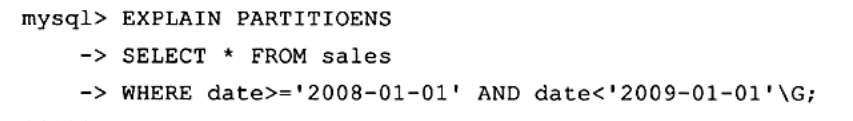 mysql> EXPLAIN PARTITIOENS
-> SELECT * FROM sales
-> WHERE date>='2008-01-01' AND date<'2009-01-01'\G;